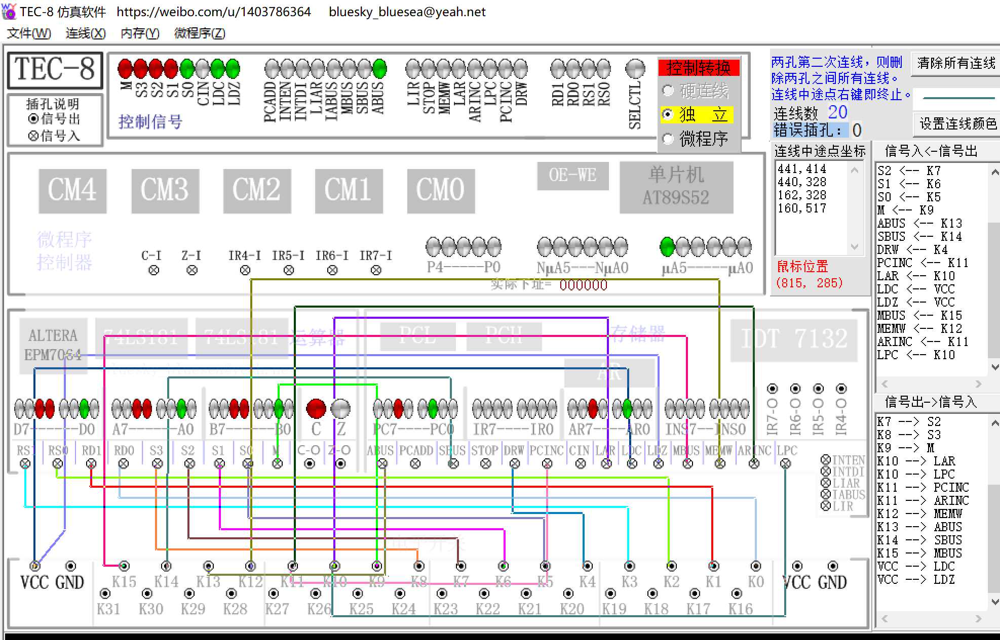 TEC-8 仿真软件 https://weibo.com/u/1403786364 bluesky_bluesea@yeah.net
文件(W) 连线(X) 内存(Y) 微程序(Z)
TEC-8
插孔说明
信号出
信号入
M S3 S2 S1 S0 CIN LDC LDZ
控制信号
PCADD INTEN INTDI LIAR IABUS MBUS SBUS ABUS
LIR STOP MEMW LAR ARINC LPC PCINC DRW
RD1 RD0 RS1 RS0
SELCTL
控制转换
硬连线
独 立
微程序
两孔第二次连线，则删
除两孔之间所有连线。
连线中途点右键即终止。
连线数 20
错误插孔： 0
清除所有连线
设置连线颜色
CM4 CM3 CM2 CM1 CM0
OE-WE
单片机
AT89S52
微程序
控制器
C-I Z-I IR4-I IR5-I IR6-I IR7-I
P4-----P0
NμA5---NμA0
μA5-----μA0
实际下址= 000000
连线中途点坐标
441,414
440,328
162,328
160,517
鼠标位置
(815, 285)
信号入<-信号出
S2 <-- K7
S1 <-- K6
S0 <-- K5
M <-- K9
ABUS <-- K13
SBUS <-- K14
DRW <-- K4
PCINC <-- K11
LAR <-- K10
LDC <-- VCC
LDZ <-- VCC
MBUS <-- K15
MEMW <-- K12
ARINC <-- K11
LPC <-- K10
信号出->信号入
K7 --> S2
K8 --> S3
K9 --> M
K10 --> LAR
K10 --> LPC
K11 --> PCINC
K11 --> ARINC
K12 --> MEMW
K13 --> ABUS
K14 --> SBUS
K15 --> MBUS
VCC --> LDC
VCC --> LDZ
ALTERA
EPM7064
74LS181 74LS181 运算器
PCL PCH 存储器
IDT 7132
bluesky_bluesea@yeah.net
AR
D7------D0 A7------A0 B7------B0 C Z PC7----PC0 IR7----IR0 AR7----AR0 INS7--INS0
IR7-O IR6-O IR5-O IR4-O
RS1 RS0 RD1 RD0 S3 S2 S1 S0 M C-O Z-O ABUS PCADD SBUS STOP DRW PCINC CIN LAR LDC LDZ MBUS MEMW ARINC LPC
INTEN
INTDI
LIAR
IABUS
LIR
电平开关
VCC GND K15 K14 K13 K12 K11 K10 K9 K8 K7 K6 K5 K4 K3 K2 K1 K0 VCC GND
K31 K30 K29 K28 K27 K26 K25 K24 K23 K22 K21 K20 K19 K18 K17 K16